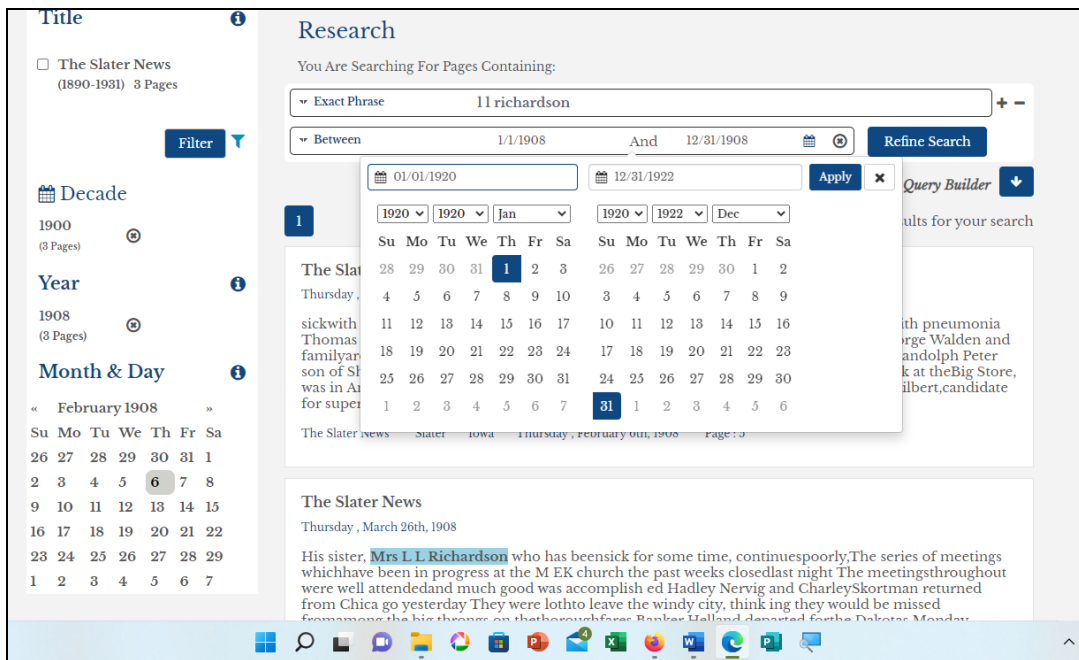 Title
The Slater News
(1890-1931) 3 Pages
Filter
Decade
1900
(3 Pages)
Year
1908
(3 Pages)
Month & Day
« February 1908 »
Su Mo Tu We Th Fr Sa
26 27 28 29 30 31 1
2 3 4 5 6 7 8
9 10 11 12 13 14 15
16 17 18 19 20 21 22
23 24 25 26 27 28 29
1 2 3 4 5 6 7
Research
You Are Searching For Pages Containing:
Exact Phrase l l richardson + −
Between 1/1/1908 And 12/31/1908 Refine Search
01/01/1920 12/31/1922 Apply
Query Builder
1920 1920 Jan 1920 1922 Dec
1
ults for your search
Su Mo Tu We Th Fr Sa Su Mo Tu We Th Fr Sa
28 29 30 31 1 2 3 26 27 28 29 30 1 2
4 5 6 7 8 9 10 3 4 5 6 7 8 9
11 12 13 14 15 16 17 10 11 12 13 14 15 16
18 19 20 21 22 23 24 17 18 19 20 21 22 23
25 26 27 28 29 30 31 24 25 26 27 28 29 30
1 2 3 4 5 6 7 31 1 2 3 4 5 6
The Slat
Thursday ,
sickwith ith pneumonia
Thomas orge Walden and
familyar andolph Peter
son of Sh k at theBig Store,
was in Ar ilbert,candidate
for super
The Slater News Slater Iowa Thursday , February 6th, 1908 Page : 5
The Slater News
Thursday , March 26th, 1908
His sister, Mrs L L Richardson who has beensick for some time, continuespoorly,The series of meetings
whichhave been in progress at the M EK church the past weeks closedlast night The meetingsthroughout
were well attendedand much good was accomplish ed Hadley Nervig and CharleySkortman returned
from Chica go yesterday They were lothto leave the windy city, think ing they would be missed
fromamong the big throngs on thethoroughfares Banker Helland departed forthe Dakotas Monday
4